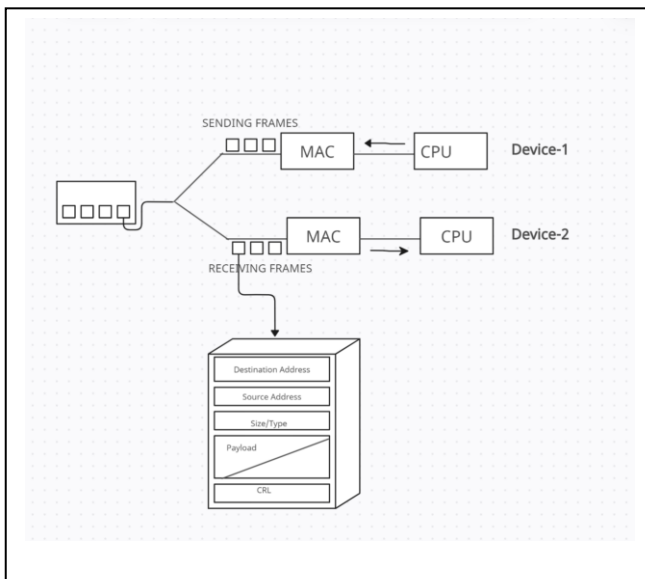 SENDING FRAMES
MAC
CPU
Device-1
MAC
CPU
Device-2
RECEIVING FRAMES
Destination Address
Source Address
Size/Type
Payload
CRL